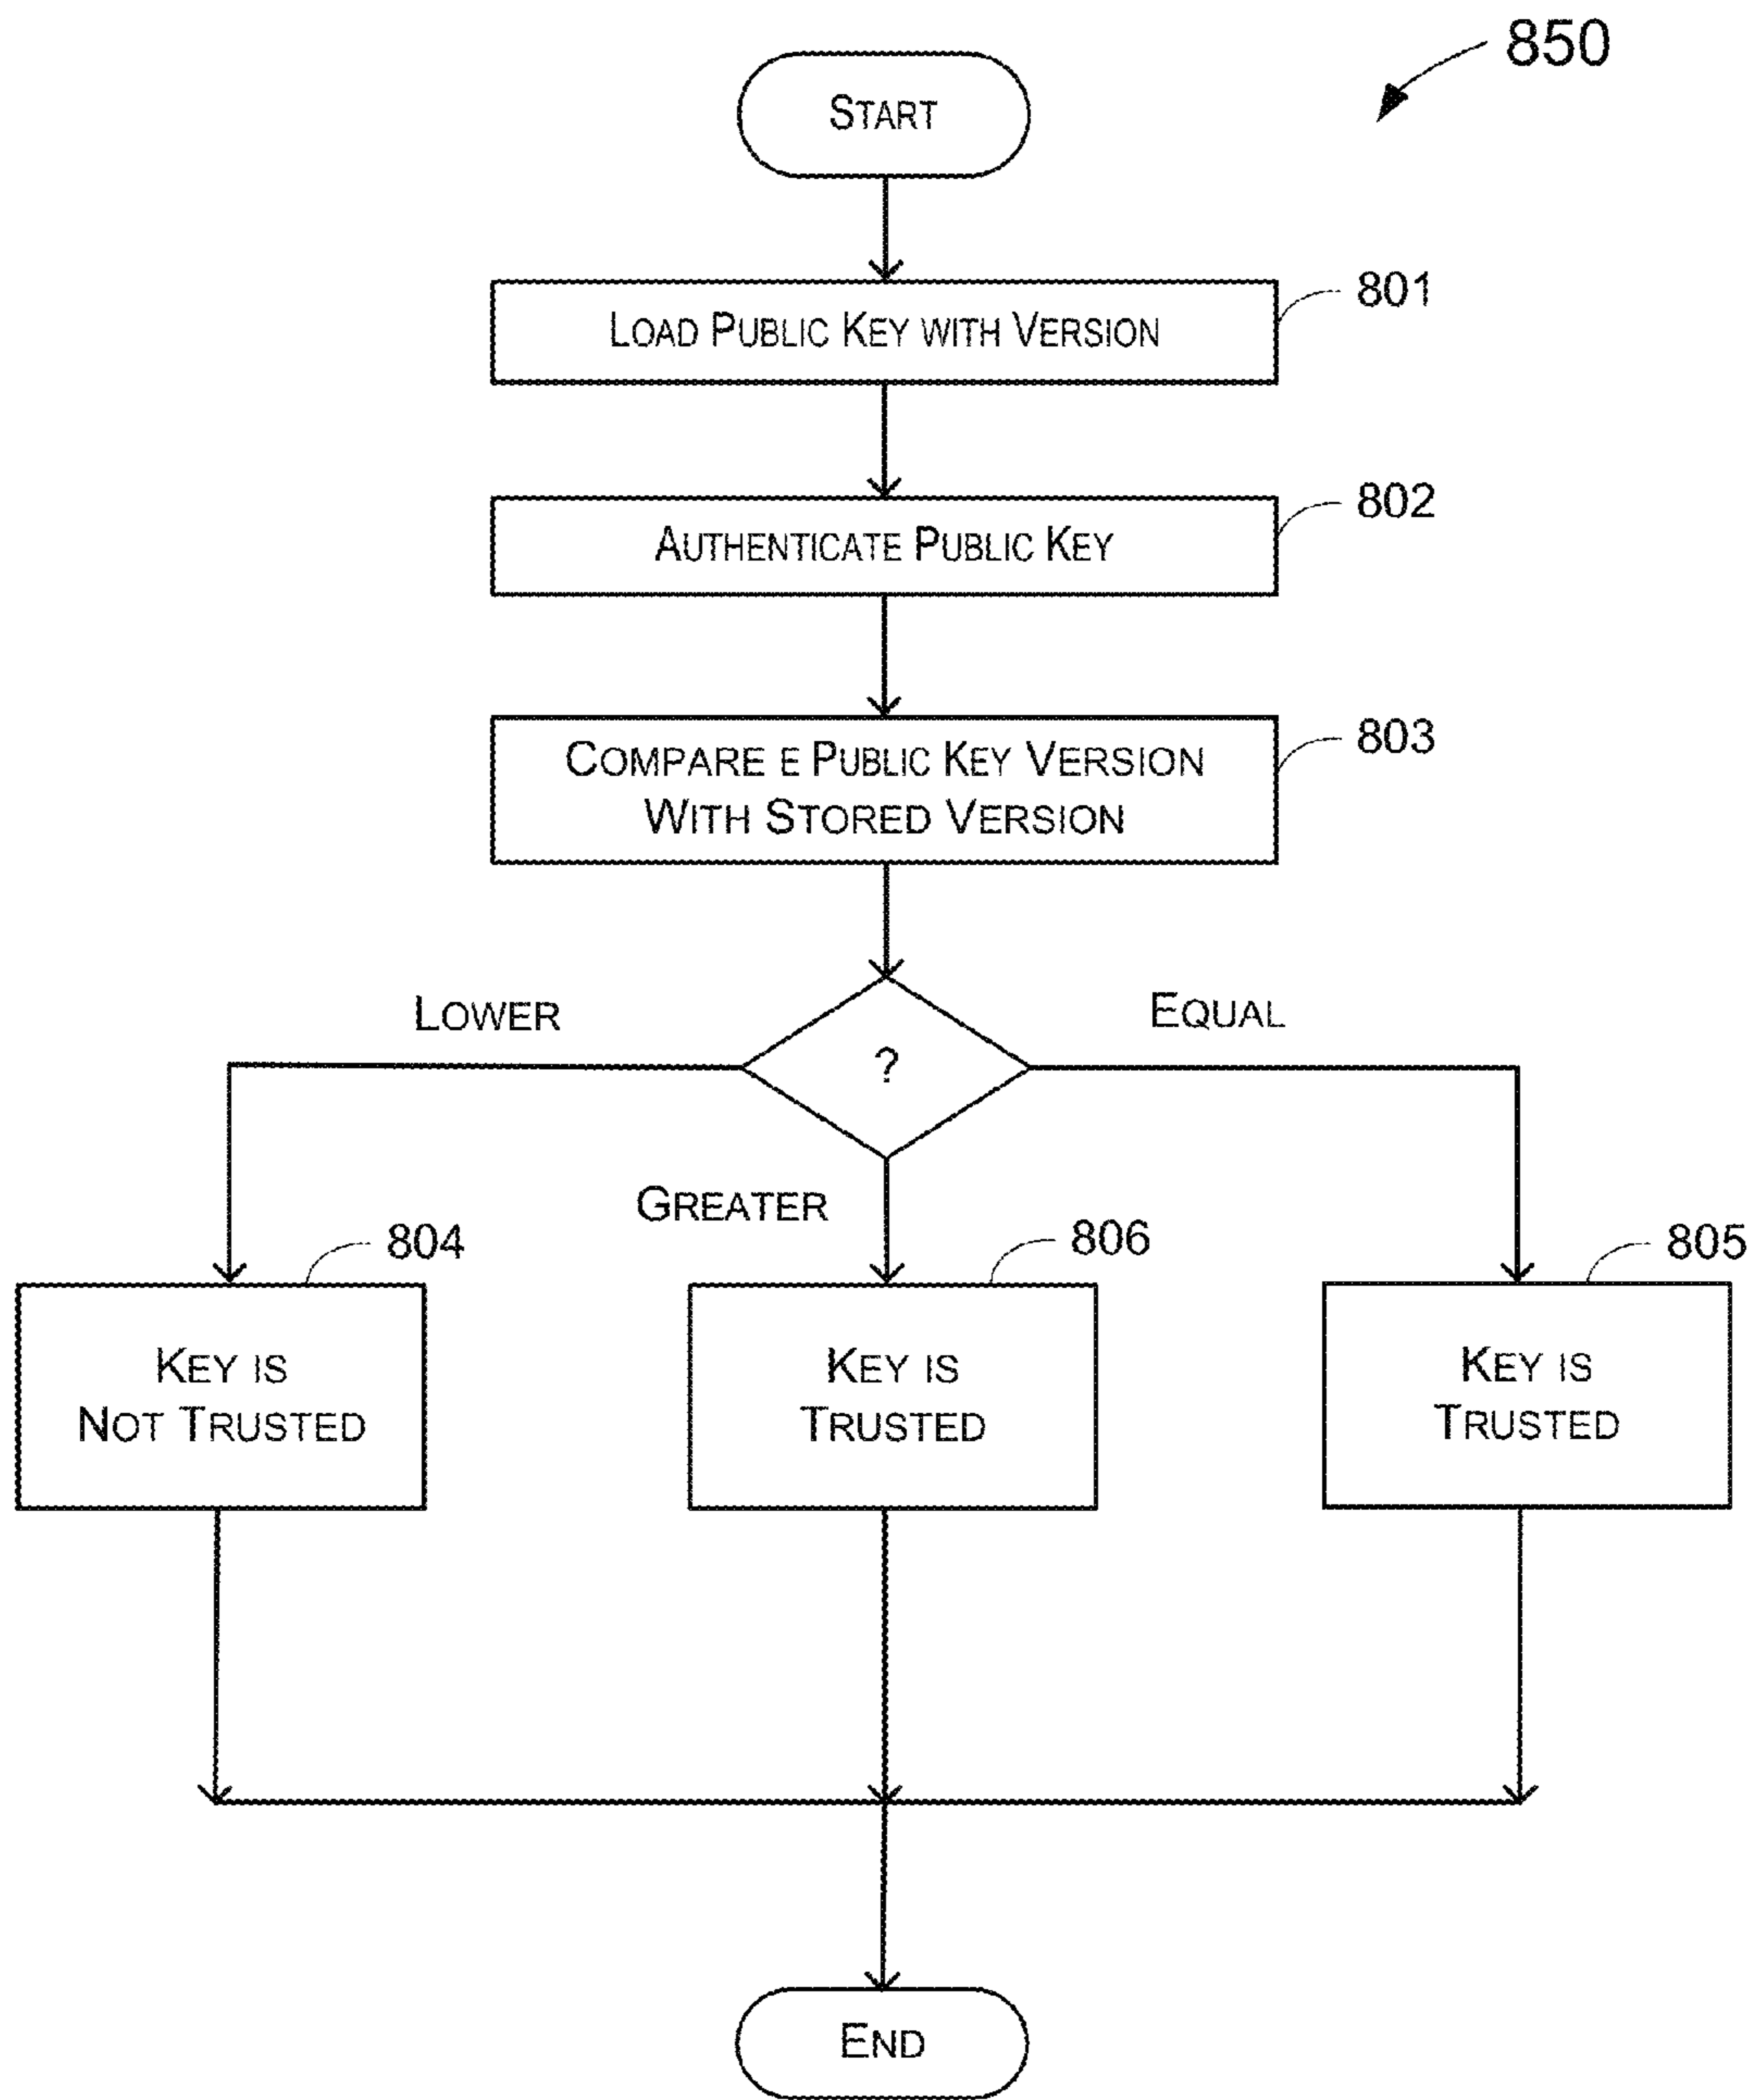 850
START
801
LOAD PUBLIC KEY WITH VERSION
802
AUTHENTICATE PUBLIC KEY
803
COMPARE E PUBLIC KEY VERSION
WITH STORED VERSION
LOWER
?
EQUAL
GREATER
804
KEY IS
NOT TRUSTED
806
KEY IS
TRUSTED
805
KEY IS
TRUSTED
END